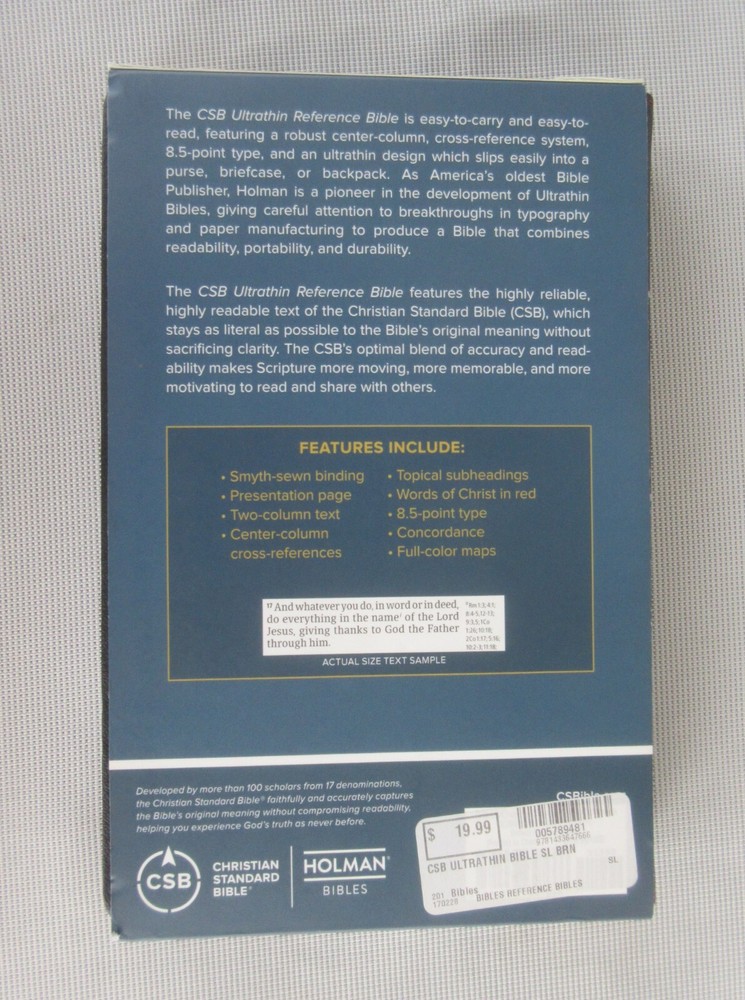 The CSB Ultrathin Reference Bible is easy-to-carry and easy-to-
read, featuring a robust center-column, cross-reference system,
8.5-point type, and an ultrathin design which slips easily into a
purse, briefcase, or backpack. As America's oldest Bible
Publisher, Holman is a pioneer in the development of Ultrathin
Bibles, giving careful attention to breakthroughs in typography
and paper manufacturing to produce a Bible that combines
readability, portability, and durability.
The CSB Ultrathin Reference Bible features the highly reliable,
highly readable text of the Christian Standard Bible (CSB), which
stays as literal as possible to the Bible's original meaning without
sacrificing clarity. The CSB's optimal blend of accuracy and read-
ability makes Scripture more moving, more memorable, and more
motivating to read and share with others.
FEATURES INCLUDE:
• Smyth-sewn binding
• Presentation page
• Two-column text
• Center-column
cross-references
• Topical subheadings
• Words of Christ in red
• 8.5-point type
• Concordance
• Full-color maps
17 And whatever you do, in word or in deed,
do everything in the name of the Lord
Jesus, giving thanks to God the Father
through him.
ACTUAL SIZE TEXT SAMPLE
Developed by more than 100 scholars from 17 denominations,
the Christian Standard Bible® faithfully and accurately captures
the Bible's original meaning without compromising readability,
helping you experience God's truth as never before.
CSB
CHRISTIAN
STANDARD
BIBLE®
HOLMAN®
BIBLES
$ 19.99
005789481
CSB ULTRATHIN BIBLE SL BRN
SL
201 Bibles
170228 BIBLES REFERENCE BIBLES